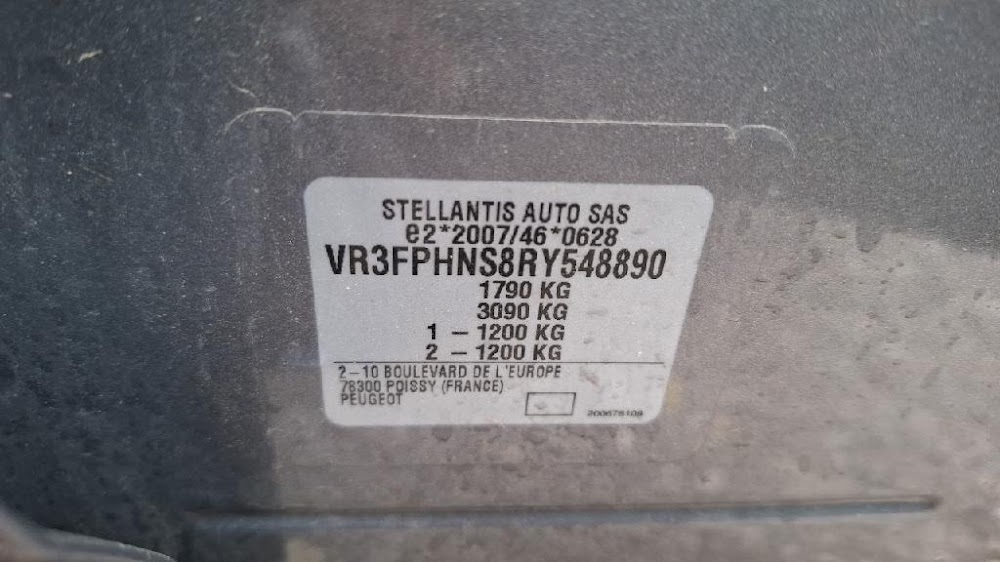 STELLANTIS AUTO SAS
e2*2007/46*0628
VR3FPHNS8RY548890
1790 KG
3090 KG
1 – 1200 KG
2 – 1200 KG
2–10 BOULEVARD DE L'EUROPE
78300 POISSY (FRANCE)
PEUGEOT
200678109